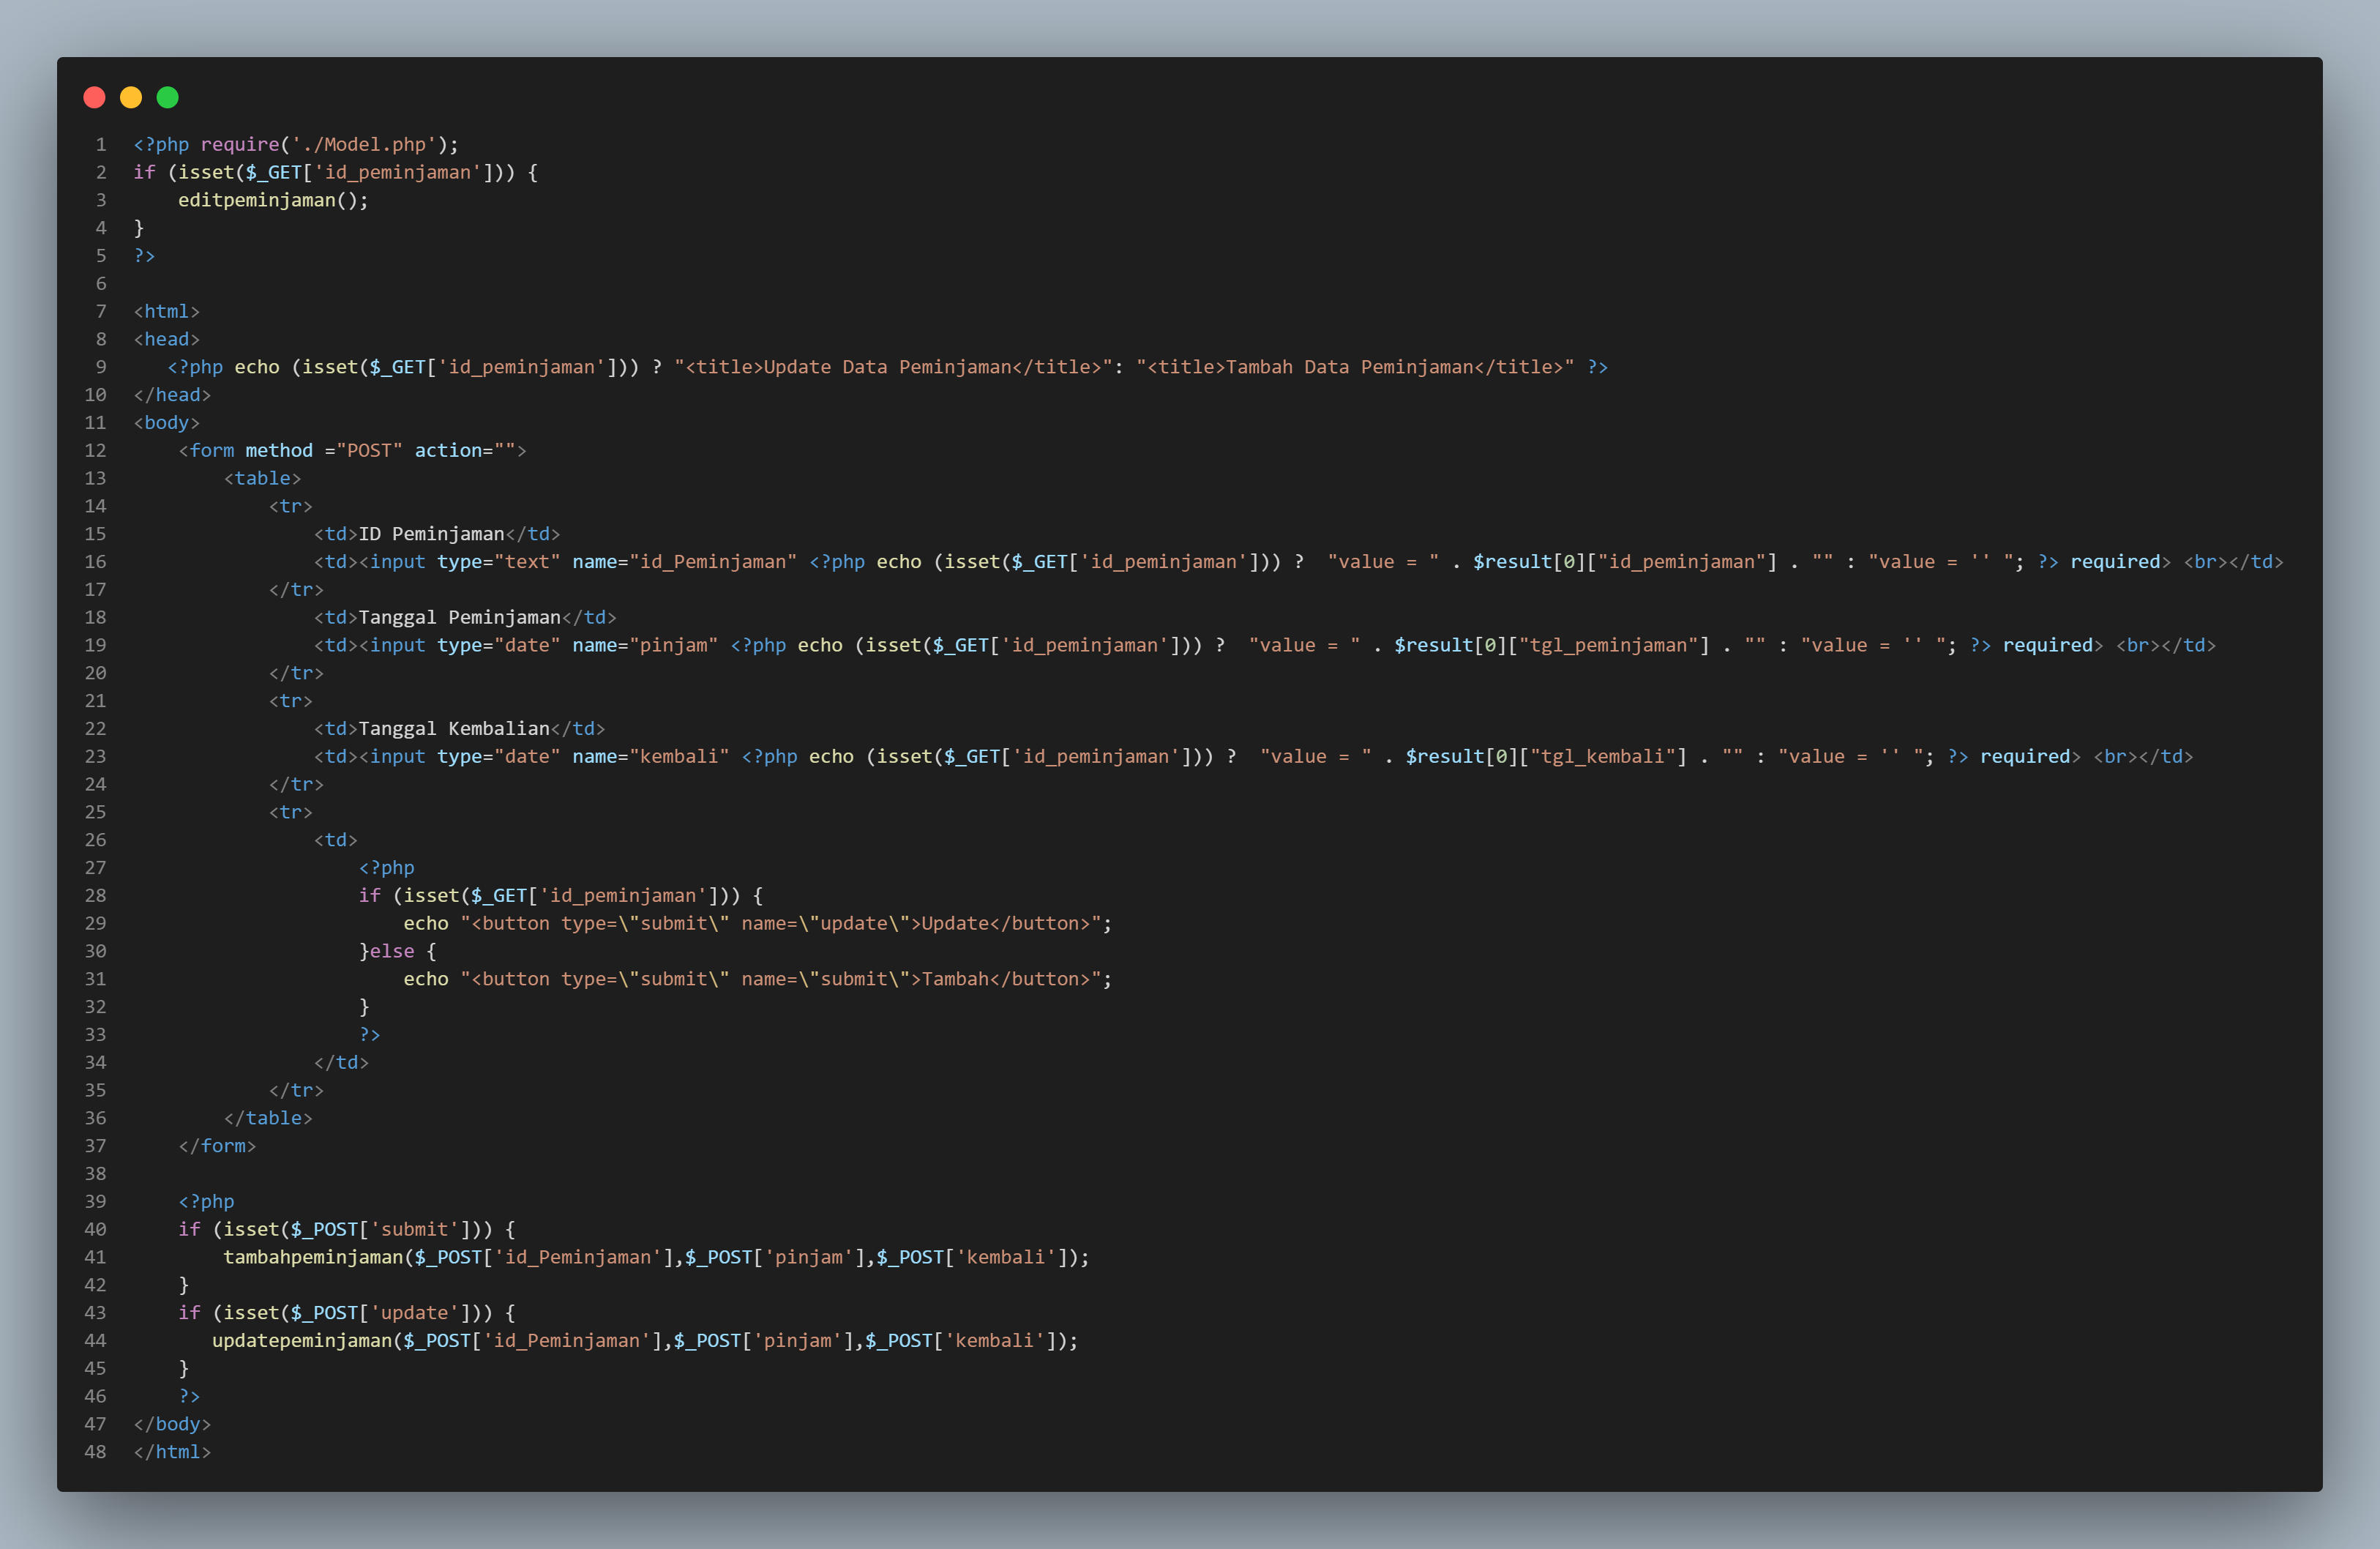 1 <?php require('./Model.php');
2 if (isset($_GET['id_peminjaman'])) {
3     editpeminjaman();
4 }
5 ?>
6
7 <html>
8 <head>
9    <?php echo (isset($_GET['id_peminjaman'])) ? "<title>Update Data Peminjaman</title>": "<title>Tambah Data Peminjaman</title>" ?>
10 </head>
11 <body>
12     <form method ="POST" action="">
13         <table>
14             <tr>
15                 <td>ID Peminjaman</td>
16                 <td><input type="text" name="id_Peminjaman" <?php echo (isset($_GET['id_peminjaman'])) ?  "value = " . $result[0]["id_peminjaman"] . "" : "value = '' "; ?> required> <br></td>
17             </tr>
18                 <td>Tanggal Peminjaman</td>
19                 <td><input type="date" name="pinjam" <?php echo (isset($_GET['id_peminjaman'])) ?  "value = " . $result[0]["tgl_peminjaman"] . "" : "value = '' "; ?> required> <br></td>
20             </tr>
21             <tr>
22                 <td>Tanggal Kembalian</td>
23                 <td><input type="date" name="kembali" <?php echo (isset($_GET['id_peminjaman'])) ?  "value = " . $result[0]["tgl_kembali"] . "" : "value = '' "; ?> required> <br></td>
24             </tr>
25             <tr>
26                 <td>
27                     <?php
28                     if (isset($_GET['id_peminjaman'])) {
29                         echo "<button type=\"submit\" name=\"update\">Update</button>";
30                     }else {
31                         echo "<button type=\"submit\" name=\"submit\">Tambah</button>";
32                     }
33                     ?>
34                 </td>
35             </tr>
36         </table>
37     </form>
38
39     <?php
40     if (isset($_POST['submit'])) {
41         tambahpeminjaman($_POST['id_Peminjaman'],$_POST['pinjam'],$_POST['kembali']);
42     }
43     if (isset($_POST['update'])) {
44        updatepeminjaman($_POST['id_Peminjaman'],$_POST['pinjam'],$_POST['kembali']);
45     }
46     ?>
47 </body>
48 </html>